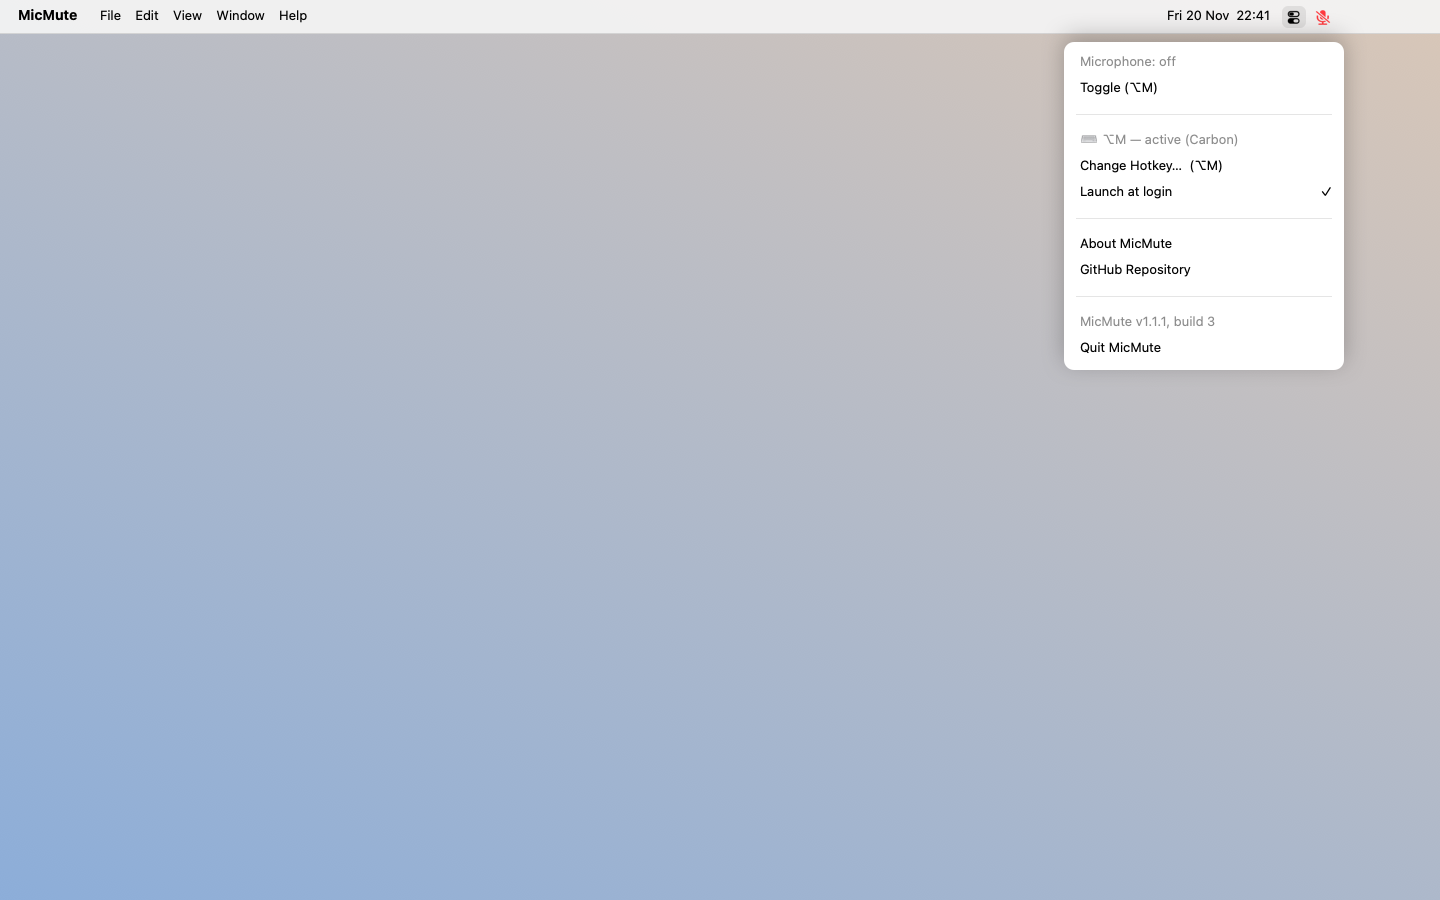 MicMute File Edit View Window Help Fri 20 Nov 22:41
Microphone: off
Toggle (⌥M)
⌥M — active (Carbon)
Change Hotkey… (⌥M)
Launch at login ✓
About MicMute
GitHub Repository
MicMute v1.1.1, build 3
Quit MicMute